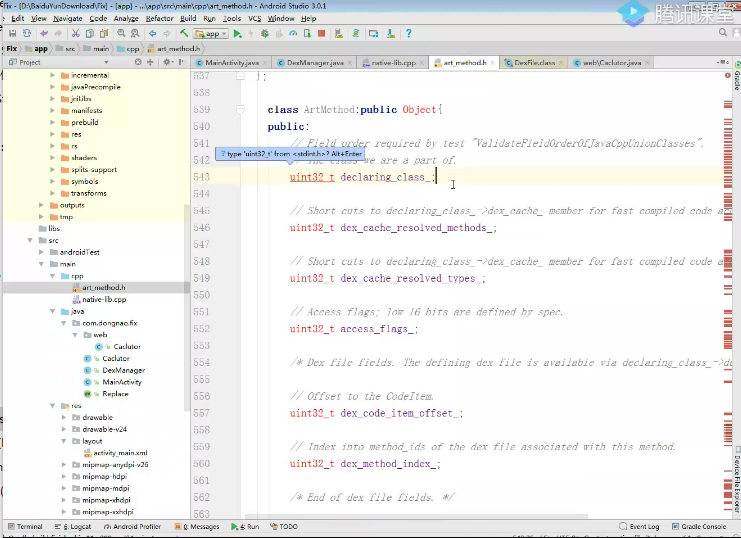 Fix - [D:\BaiduYunDownload\Fix] - [app] - ...\app\src\main\cpp\art_method.h - Android Studio 3.0.1
腾讯课堂
File Edit View Navigate Code Analyze Refactor Build Run Tools VCS Window Help
app
Fix app src main cpp art_method.h
Project
MainActivity.java DexManager.java native-lib.cpp art_method.h DexFile.class web\Caclutor.java
incremental
javaPrecompile
jniLibs
manifests
prebuild
res
rs
shaders
splits-support
symbols
transforms
outputs
tmp
libs
src
androidTest
main
cpp
art_method.h
native-lib.cpp
java
com.dongnao.fix
web
Caclutor
Caclutor
DexManager
MainActivity
Replace
res
drawable
drawable-v24
layout
activity_main.xml
mipmap-anydpi-v26
mipmap-hdpi
mipmap-mdpi
mipmap-xhdpi
mipmap-xxhdpi
537 };
538
539 class ArtMethod:public Object{
540 public:
541 // Field order required by test "ValidateFieldOrderOfJavaCppUnionClasses".
? type 'uint32_t' from <stdint.h>? Alt+Enter
542 // The class we are a part of.
543 uint32_t declaring_class_;
544
545 // Short cuts to declaring_class_->dex_cache_ member for fast compiled code a
546 uint32_t dex_cache_resolved_methods_;
547
548 // Short cuts to declaring_class_->dex_cache_ member for fast compiled code a
549 uint32_t dex_cache_resolved_types_;
550
551 // Access flags; low 16 bits are defined by spec.
552 uint32_t access_flags_;
553
554 /* Dex file fields. The defining dex file is available via declaring_class_->de
555
556 // Offset to the CodeItem.
557 uint32_t dex_code_item_offset_;
558
559 // Index into method_ids of the dex file associated with this method.
560 uint32_t dex_method_index_;
561
562 /* End of dex file fields. */
563
Gradle
Device File Explorer
Terminal 6: Logcat Android Profiler 0: Messages 4: Run TODO Event Log Gradle Console